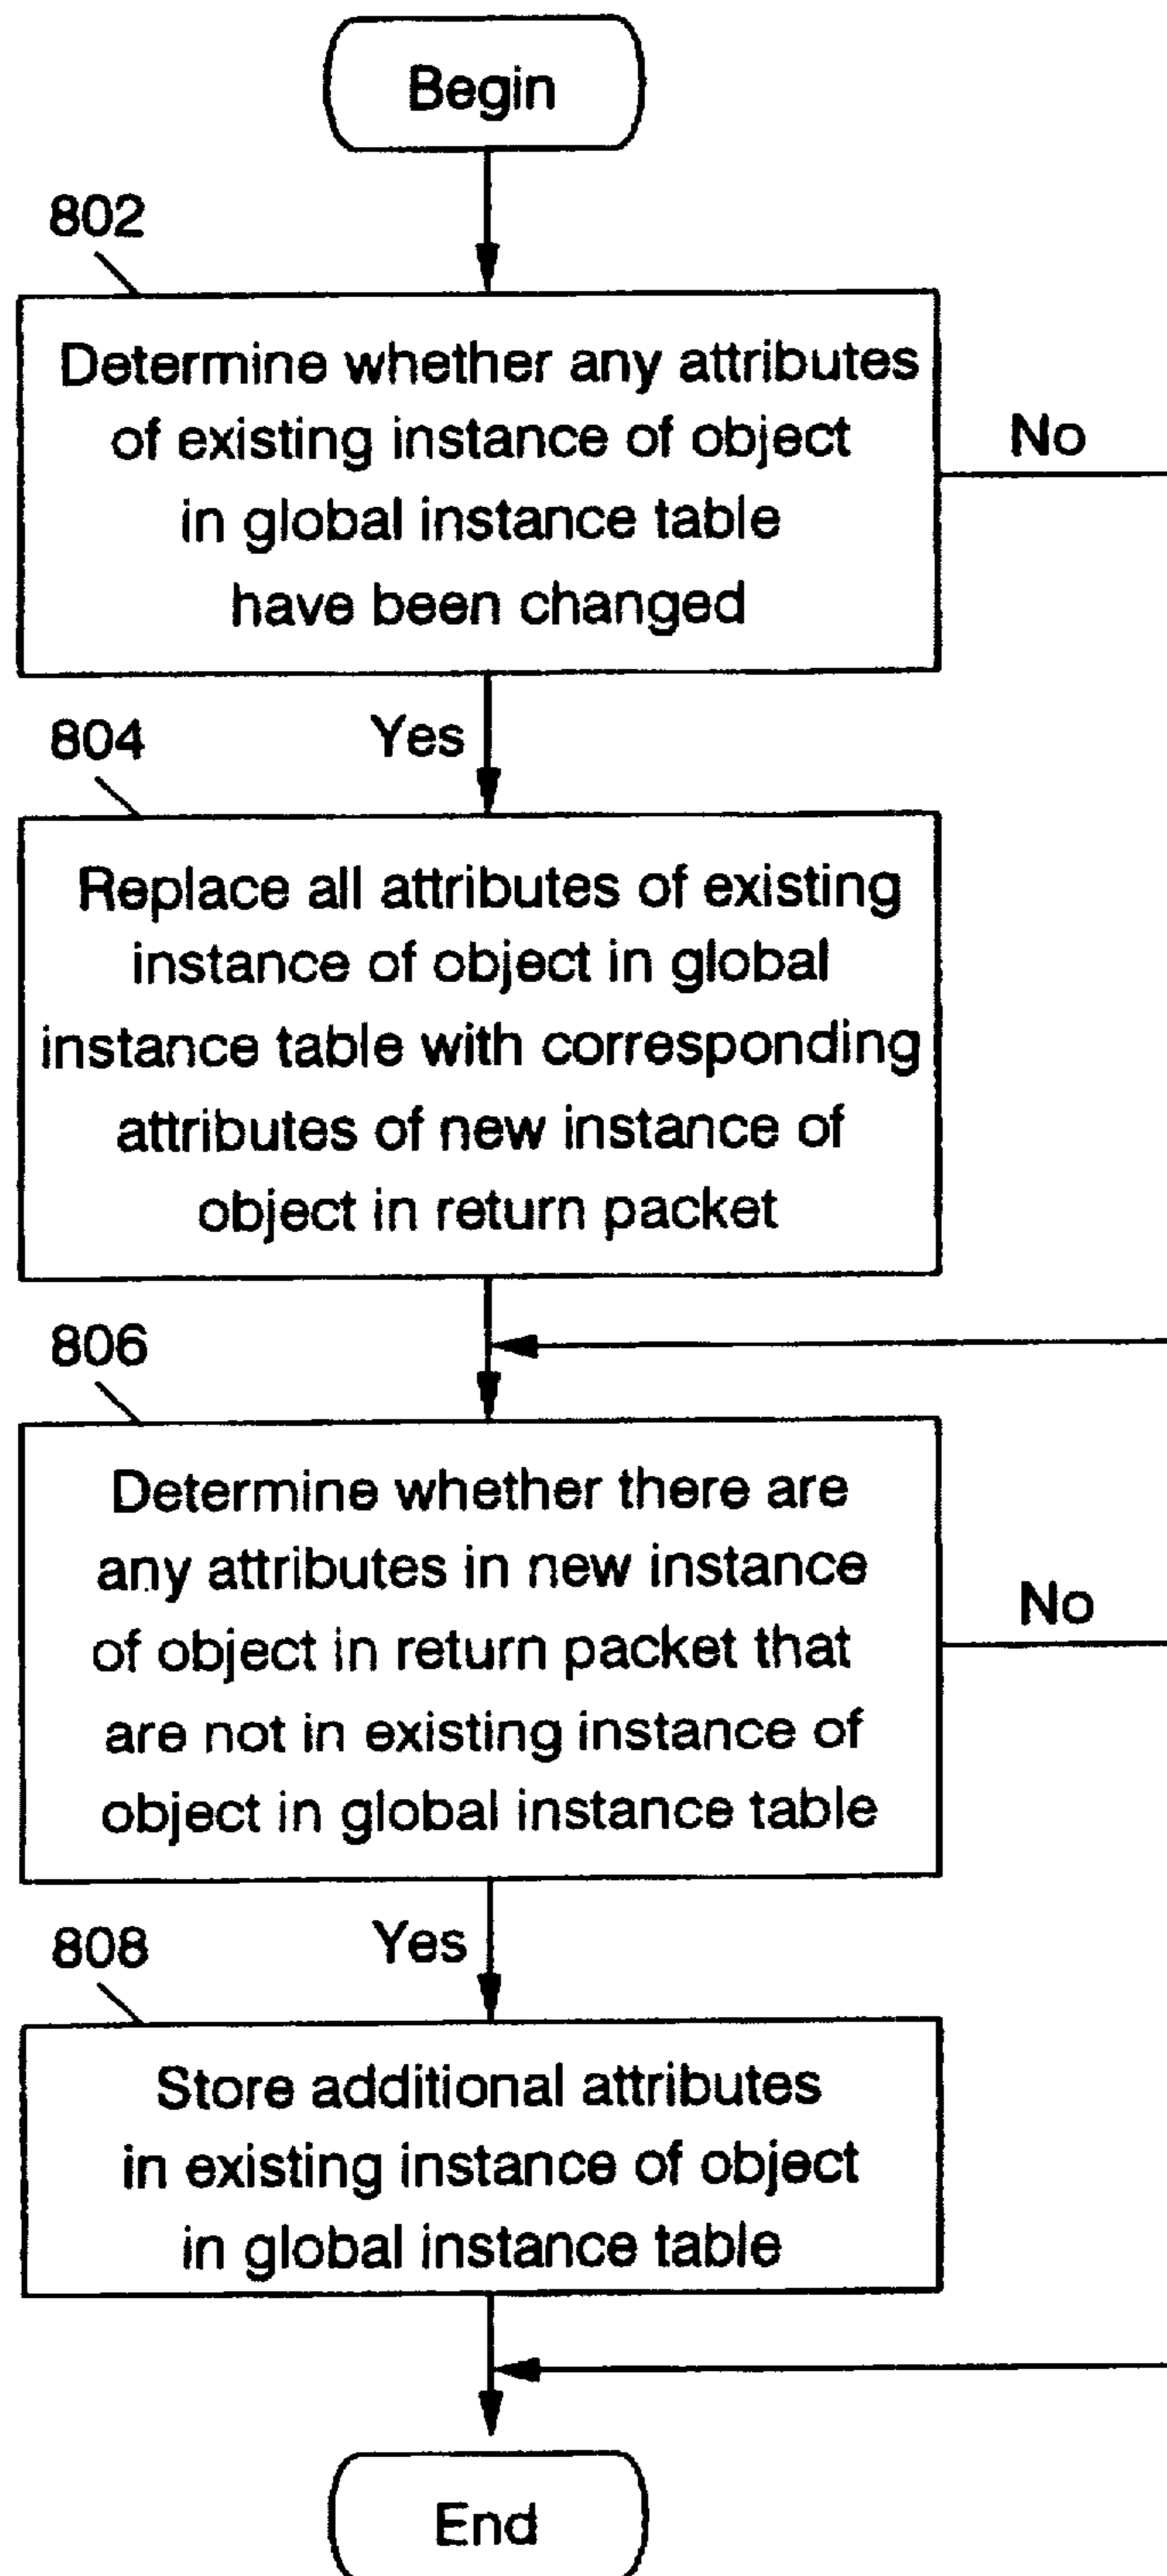 Begin
802
Determine whether any attributes
of existing instance of object
in global instance table
have been changed
No
804
Yes
Replace all attributes of existing
instance of object in global
instance table with corresponding
attributes of new instance of
object in return packet
806
Determine whether there are
any attributes in new instance
of object in return packet that
are not in existing instance of
object in global instance table
No
808
Yes
Store additional attributes
in existing instance of object
in global instance table
End